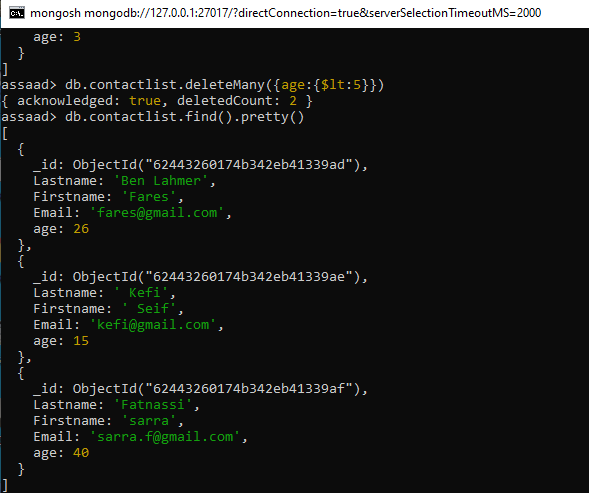 mongosh mongodb://127.0.0.1:27017/?directConnection=true&serverSelectionTimeoutMS=2000
    age: 3
  }
]
assaad> db.contactlist.deleteMany({age:{$lt:5}})
{ acknowledged: true, deletedCount: 2 }
assaad> db.contactlist.find().pretty()
[
  {
    _id: ObjectId("62443260174b342eb41339ad"),
    Lastname: 'Ben Lahmer',
    Firstname: 'Fares',
    Email: 'fares@gmail.com',
    age: 26
  },
  {
    _id: ObjectId("62443260174b342eb41339ae"),
    Lastname: ' Kefi',
    Firstname: ' Seif',
    Email: 'kefi@gmail.com',
    age: 15
  },
  {
    _id: ObjectId("62443260174b342eb41339af"),
    Lastname: 'Fatnassi',
    Firstname: 'sarra',
    Email: 'sarra.f@gmail.com',
    age: 40
  }
]